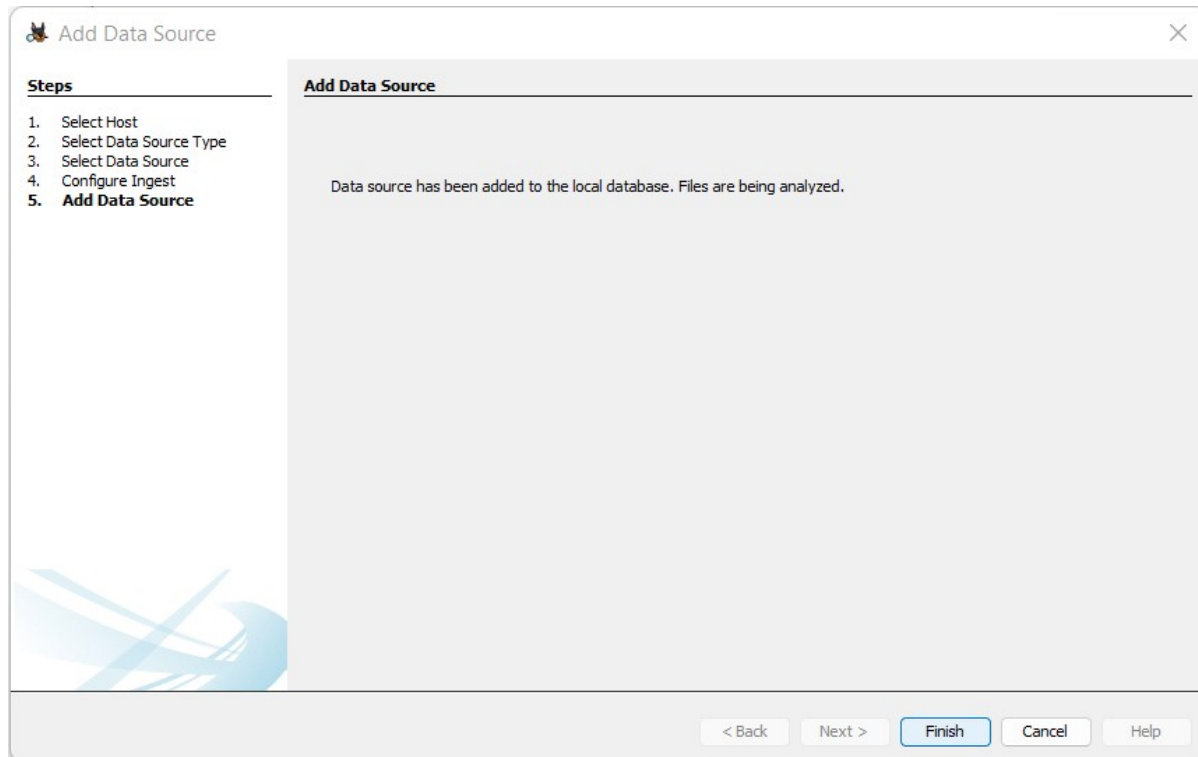 Add Data Source
Steps
1. Select Host
2. Select Data Source Type
3. Select Data Source
4. Configure Ingest
5. Add Data Source
Add Data Source
Data source has been added to the local database. Files are being analyzed.
< Back Next > Finish Cancel Help